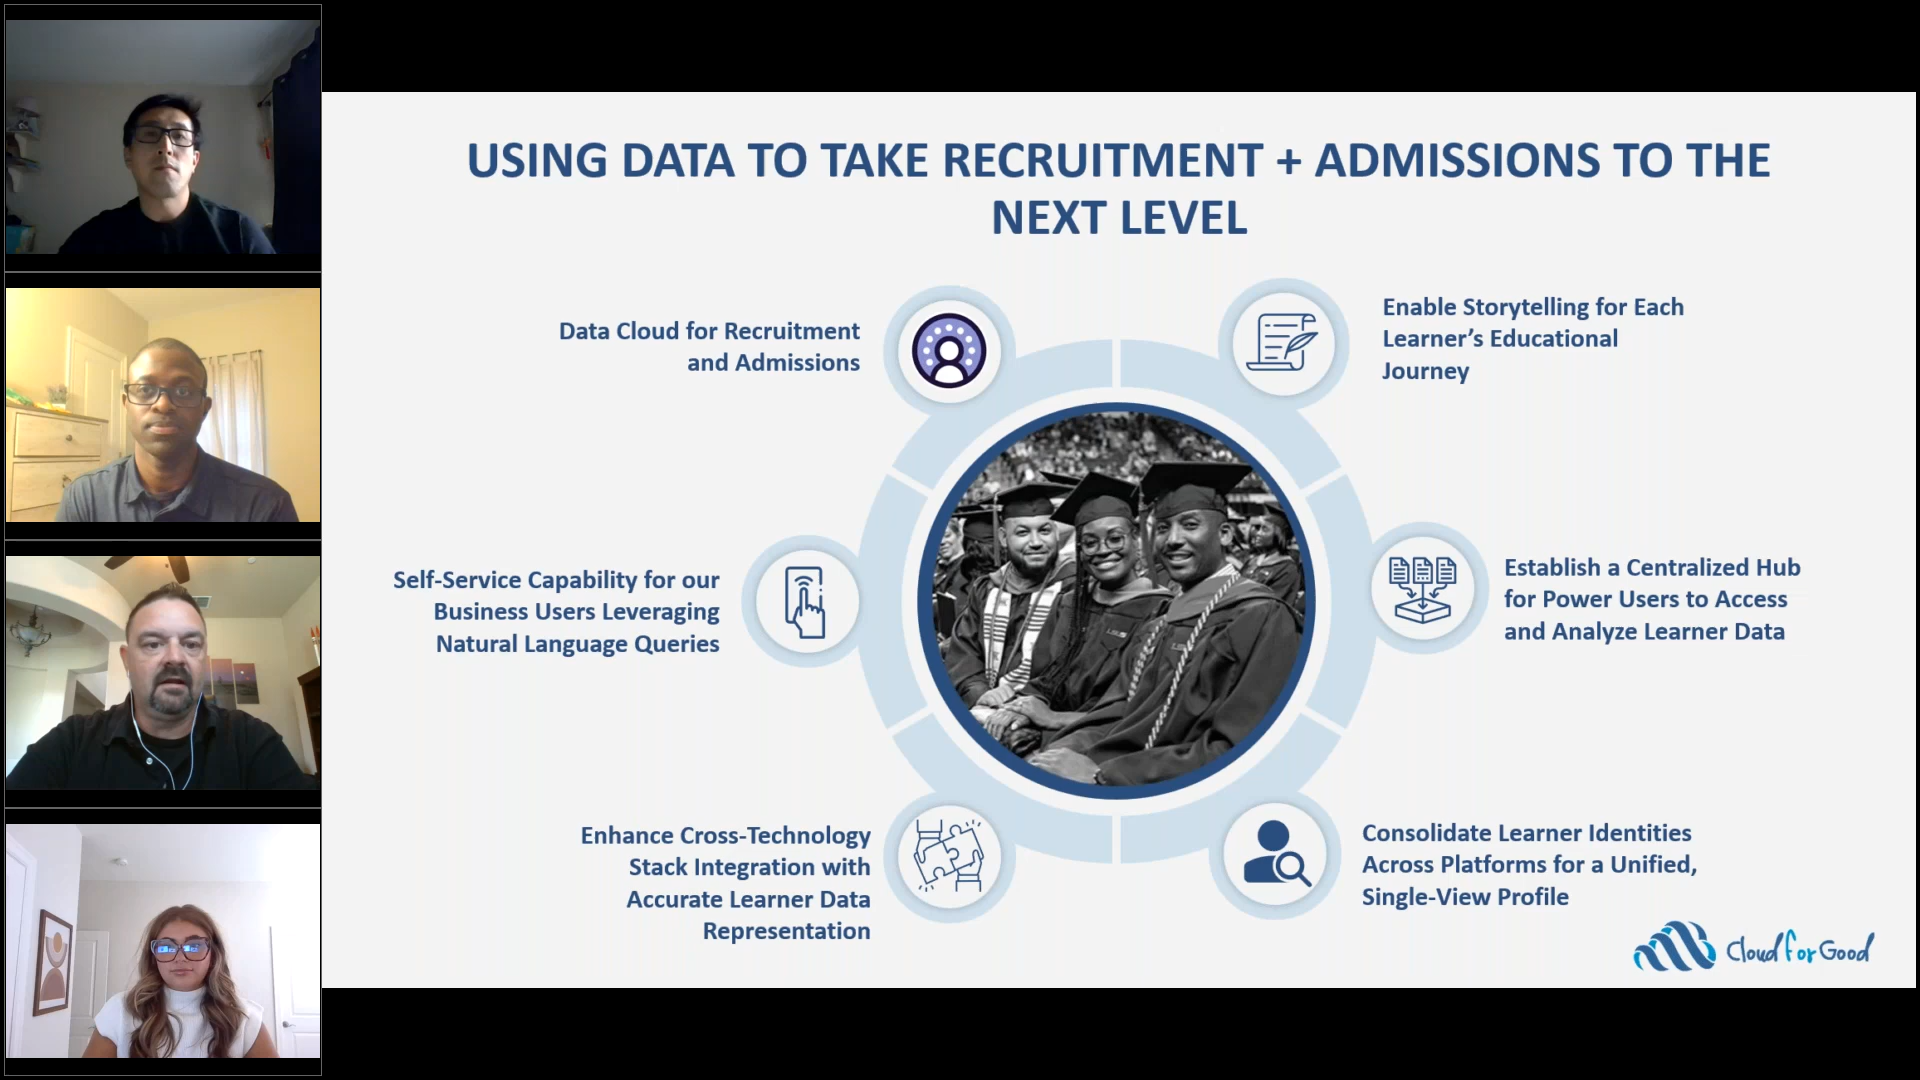 USING DATA TO TAKE RECRUITMENT + ADMISSIONS TO THE
NEXT LEVEL
Data Cloud for Recruitment
and Admissions
Enable Storytelling for Each
Learner’s Educational
Journey
Self-Service Capability for our
Business Users Leveraging
Natural Language Queries
Establish a Centralized Hub
for Power Users to Access
and Analyze Learner Data
Enhance Cross-Technology
Stack Integration with
Accurate Learner Data
Representation
Consolidate Learner Identities
Across Platforms for a Unified,
Single-View Profile
Cloud for Good